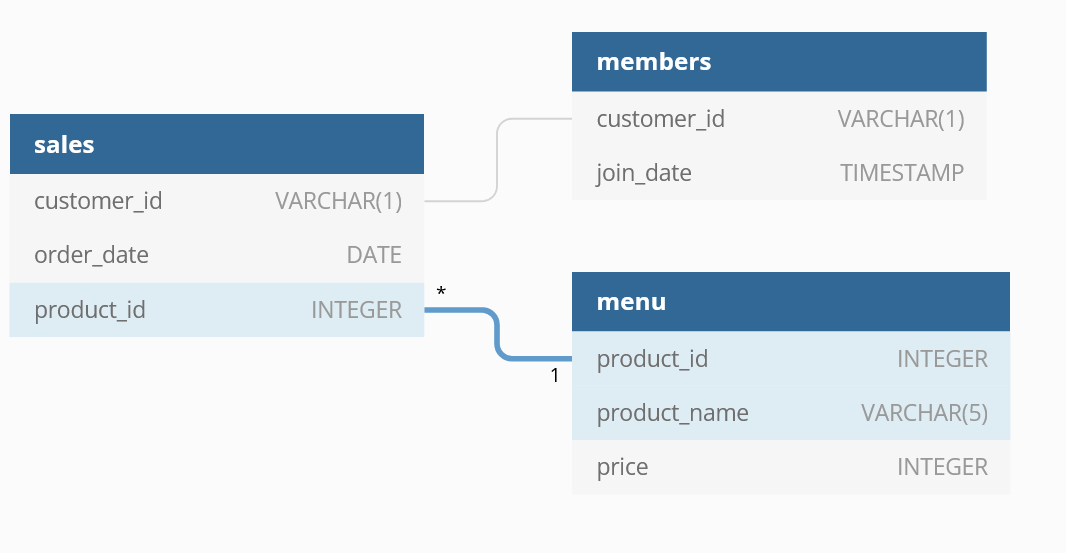 sales
customer_id VARCHAR(1)
order_date DATE
product_id INTEGER
*
1
members
customer_id VARCHAR(1)
join_date TIMESTAMP
menu
product_id INTEGER
product_name VARCHAR(5)
price INTEGER